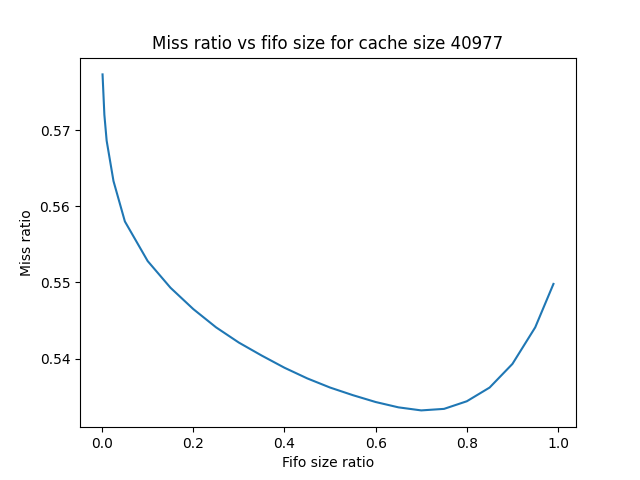 Miss ratio vs fifo size for cache size 40977
0.57
0.56
0.55
0.54
Miss ratio
0.0 0.2 0.4 0.6 0.8 1.0
Fifo size ratio